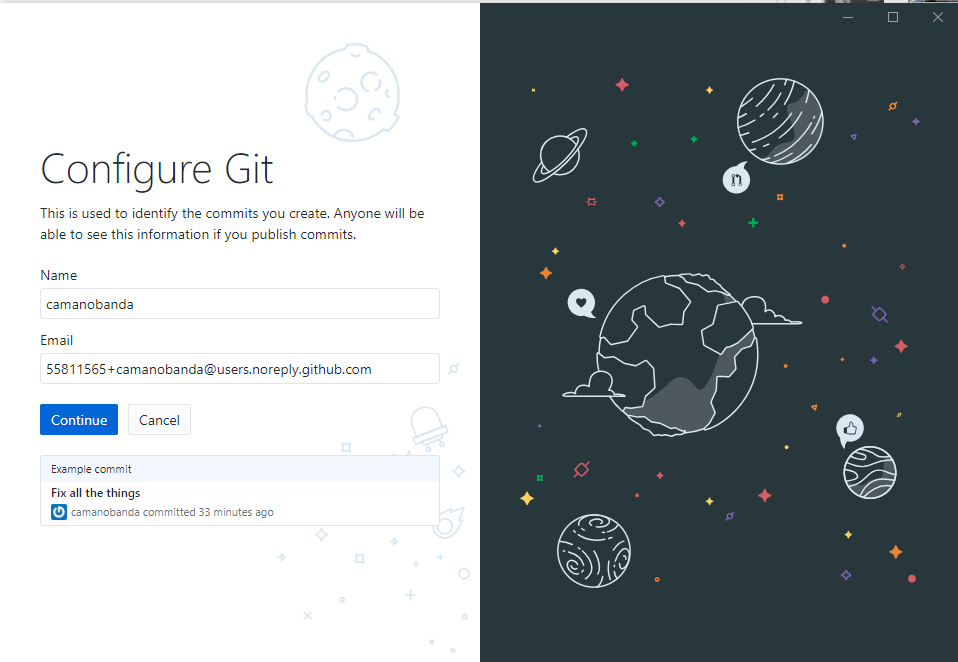 Configure Git
This is used to identify the commits you create. Anyone will be
able to see this information if you publish commits.
Name
camanobanda
Email
55811565+camanobanda@users.noreply.github.com
Continue
Cancel
Example commit
Fix all the things
camanobanda committed 33 minutes ago